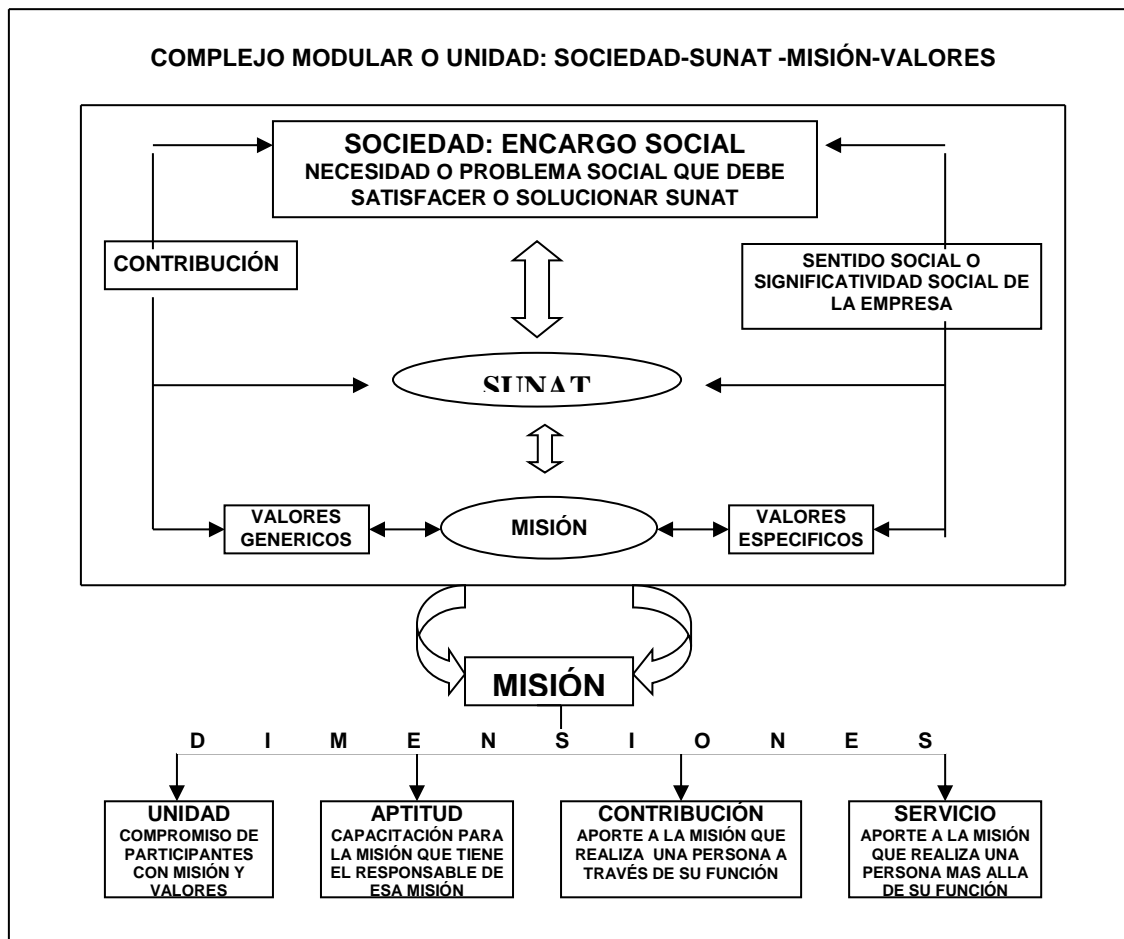 COMPLEJO MODULAR O UNIDAD: SOCIEDAD-SUNAT -MISIÓN-VALORES
SOCIEDAD: ENCARGO SOCIAL
NECESIDAD O PROBLEMA SOCIAL QUE DEBE
SATISFACER O SOLUCIONAR SUNAT
CONTRIBUCIÓN
SENTIDO SOCIAL O
SIGNIFICATIVIDAD SOCIAL DE
LA EMPRESA
SUNAT
VALORES
GENERICOS
MISIÓN
VALORES
ESPECIFICOS
MISIÓN
D I M E N S I O N E S
UNIDAD
COMPROMISO DE
PARTICIPANTES
CON MISIÓN Y
VALORES
APTITUD
CAPACITACIÓN PARA
LA MISIÓN QUE TIENE
EL RESPONSABLE DE
ESA MISIÓN
CONTRIBUCIÓN
APORTE A LA MISIÓN QUE
REALIZA UNA PERSONA A
TRAVÉS DE SU FUNCIÓN
SERVICIO
APORTE A LA MISIÓN
QUE REALIZA UNA
PERSONA MAS ALLA
DE SU FUNCIÓN